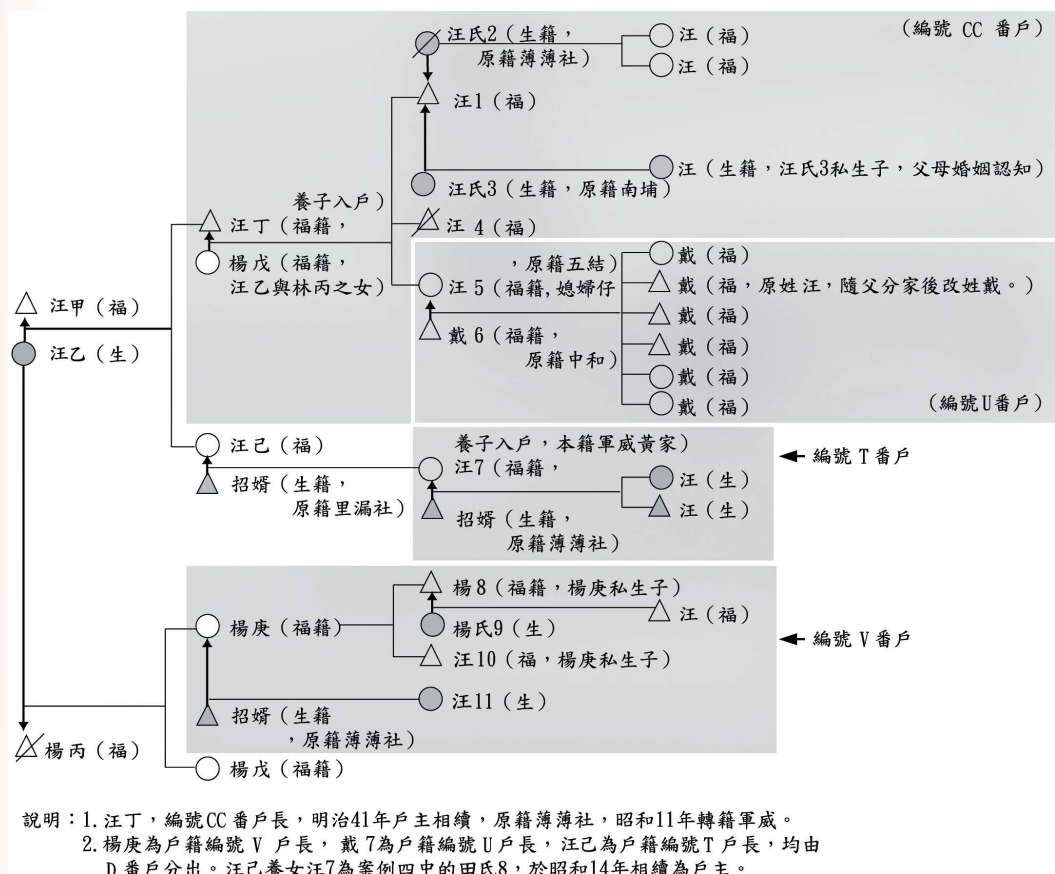 (編號 CC 番戶)
汪氏2(生籍,
原籍薄薄社)
汪(福)
汪(福)
汪1(福)
汪(生籍,汪氏3私生子,父母婚姻認知)
汪氏3(生籍,原籍南埔)
養子入戶)
汪丁(福籍,
汪 4(福)
楊戊(福籍,
汪乙與林丙之女)
,原籍五結)
汪5(福籍,媳婦仔
戴 6(福籍,
原籍中和)
戴(福)
戴(福,原姓汪,隨父分家後改姓戴。)
戴(福)
戴(福)
戴(福)
戴(福)
(編號U番戶)
汪甲(福)
汪乙(生)
汪己(福)
招婿(生籍,
原籍里漏社)
養子入戶,本籍軍威黃家)
汪7(福籍,
招婿(生籍,
原籍薄薄社)
汪(生)
汪(生)
編號 T 番戶
楊庚(福籍)
楊8(福籍,楊庚私生子)
楊氏9(生)
汪(福)
汪10(福,楊庚私生子)
汪11(生)
招婿(生籍
,原籍薄薄社)
編號 V 番戶
楊丙(福)
楊戊(福籍)
說明:1.汪丁,編號CC 番戶長,明治41年戶主相續,原籍薄薄社,昭和11年轉籍軍威。
2.楊庚為戶籍編號 V 戶長, 戴 7為戶籍編號U戶長,汪己為戶籍編號T戶長,均由
D 番戶分出。汪己養女汪7為案例四中的田氏8,於昭和14年相續為戶主。